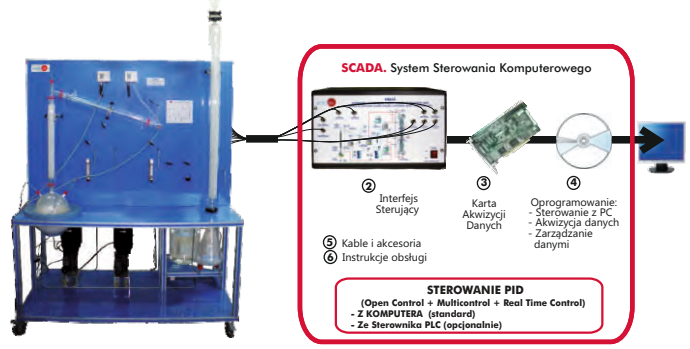 SCADA. System Sterowania Komputerowego
2
Interfejs
Sterujący
3
Karta
Akwizycji
Danych
4
Oprogramowanie:
- Sterowanie z PC
- Akwizycja danych
- Zarządzanie
danymi
5 Kable i akcesoria
6 Instrukcje obsługi
STEROWANIE PID
(Open Control + Multicontrol + Real Time Control)
- Z KOMPUTERA (standard)
- Ze Sterownika PLC (opcjonalnie)